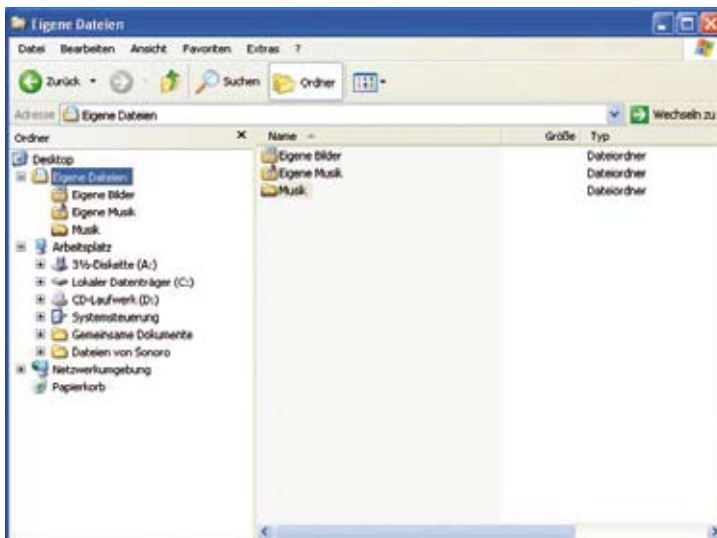 Eigene Dateien
Datei Bearbeiten Ansicht Favoriten Extras ?
Zurück Suchen Ordner
Adresse Eigene Dateien Wechseln zu
Ordner Name Größe Typ
Desktop
Eigene Dateien
Eigene Bilder
Eigene Musik
Musik
Arbeitsplatz
3½-Diskette (A:)
Lokaler Datenträger (C:)
CD-Laufwerk (D:)
Systemsteuerung
Gemeinsame Dokumente
Dateien von Sonoro
Netzwerkumgebung
Papierkorb
Eigene Bilder Dateiordner
Eigene Musik Dateiordner
Musik Dateiordner